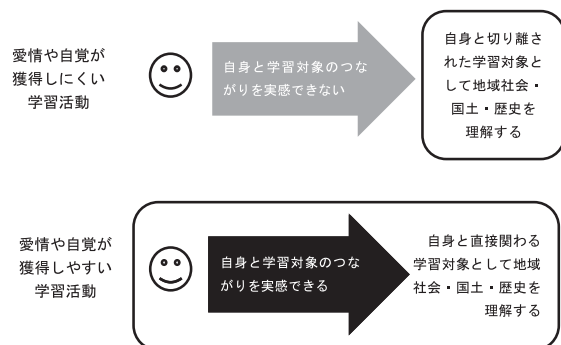 愛情や自覚が
獲得しにくい
学習活動
自身と学習対象のつな
がりを実感できない
自身と切り離さ
れた学習対象と
して地域社会・
国土・歴史を
理解する
愛情や自覚が
獲得しやすい
学習活動
自身と学習対象のつな
がりを実感できる
自身と直接関わる
学習対象として地域
社会・国土・歴史を
理解する